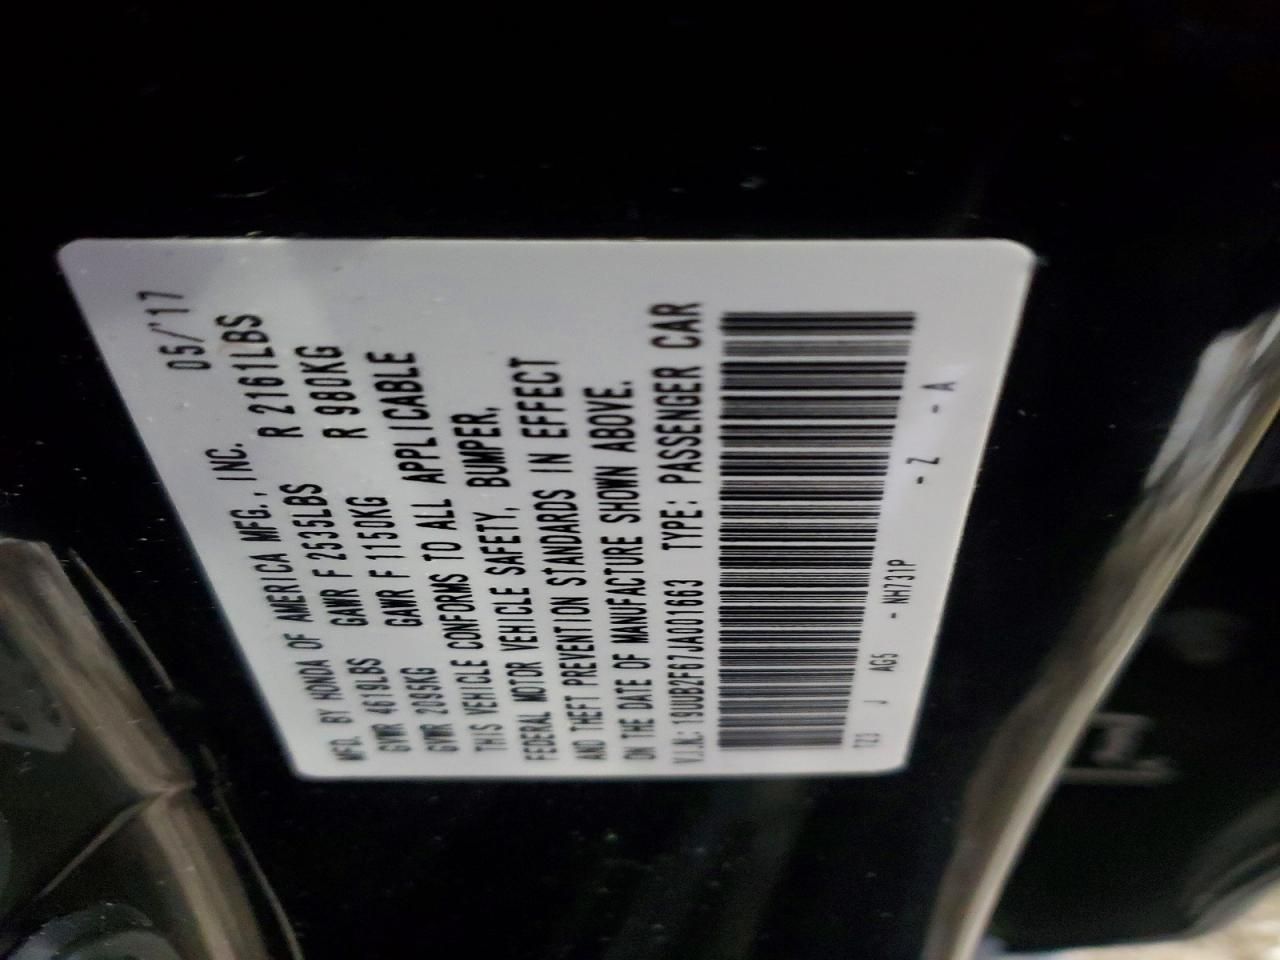 MFD. BY HONDA OF AMERICA MFG., INC. 05/'17
GVWR 4619LBS GAWR F 2535LBS R 2161LBS
GVWR 2095KG GAWR F 1150KG R 980KG
THIS VEHICLE CONFORMS TO ALL APPLICABLE
FEDERAL MOTOR VEHICLE SAFETY, BUMPER,
AND THEFT PREVENTION STANDARDS IN EFFECT
ON THE DATE OF MANUFACTURE SHOWN ABOVE.
V.I.N.: 19UUB2F67JA001663 TYPE: PASSENGER CAR
TZ3 J AG5 - NH731P - Z - A